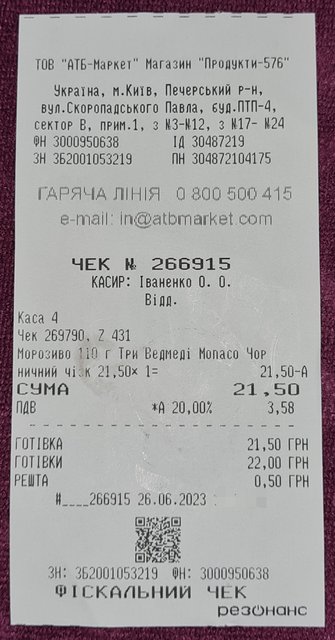 ТОВ "АТБ-Маркет" Магазин "Продукти-576"
Україна, м.Київ, Печерський р-н,
вул.Скоропадського Павла, буд.ПТП-4,
сектор В, прим.1, з №3-№12, з №17- №24
ФН 3000950638 ІД 30487219
ЗН ЗБ2001053219 ПН 304872104175
ГАРЯЧА ЛІНІЯ 0 800 500 415
e-mail: in@atbmarket.com
ЧЕК № 266915
КАСИР: Іваненко О. О.
Відд.
Каса 4
Чек 269790, Z 431
Морозиво 110 г Три Ведмеді Monaco Чор
ничний чізк 21,50× 1= 21,50-А
СУМА 21,50
ПДВ *А 20,00% 3,58
ГОТІВКА 21,50 ГРН
ГОТІВКИ 22,00 ГРН
РЕШТА 0,50 ГРН
#____266915 26.06.2023
ЗН: ЗБ2001053219 ФН: 3000950638
ФІСКАЛЬНИЙ ЧЕК
резонанс